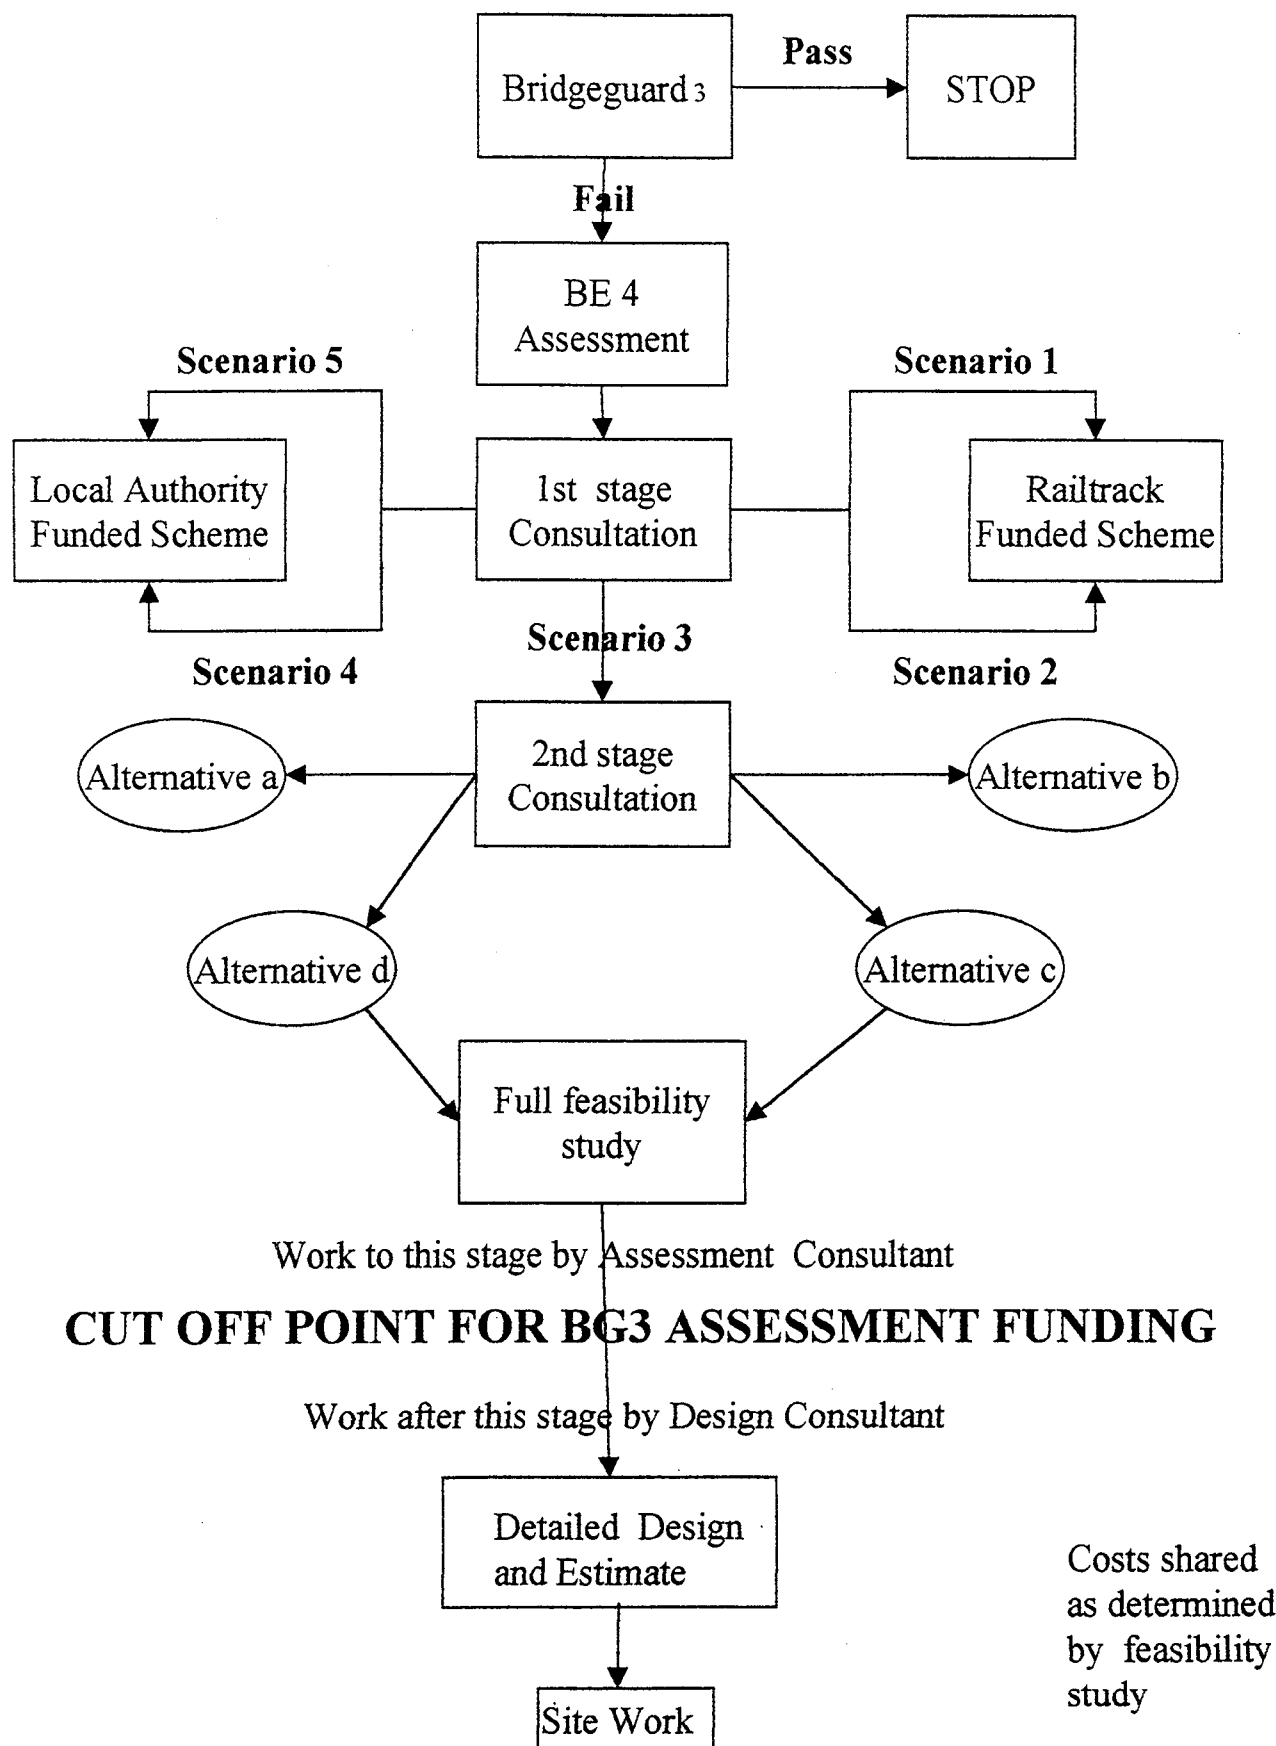 Pass
Bridgeguard 3
STOP
Fail
BE 4
Assessment
Scenario 5
Scenario 1
Local Authority
Funded Scheme
1st stage
Consultation
Railtrack
Funded Scheme
Scenario 3
Scenario 4
Scenario 2
2nd stage
Consultation
Alternative a
Alternative b
Alternative d
Alternative c
Full feasibility
study
Work to this stage by Assessment Consultant
CUT OFF POINT FOR BG3 ASSESSMENT FUNDING
Work after this stage by Design Consultant
Detailed Design
and Estimate
Costs shared
as determined
by feasibility
study
Site Work